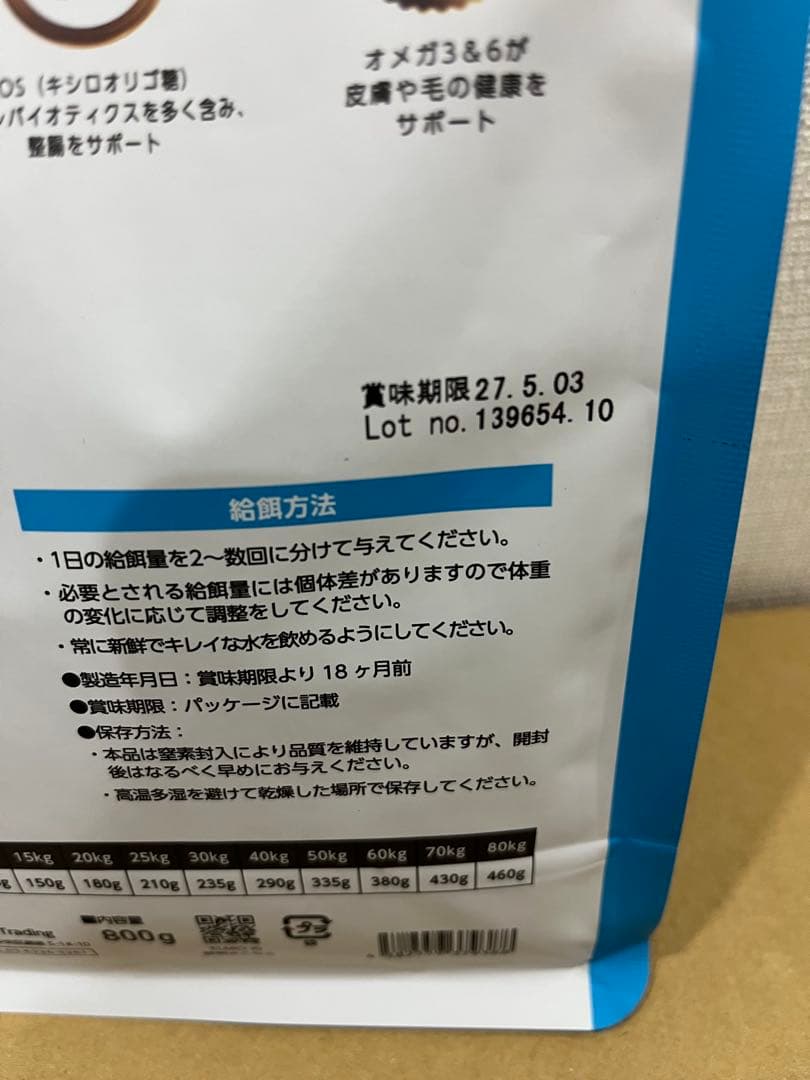 OS（キシロオリゴ糖）
バイオティクスを多く含み、
整腸をサポート
オメガ3&6が
皮膚や毛の健康を
サポート
賞味期限27.5.03
Lot no.139654.10
給餌方法
・1日の給餌量を2～数回に分けて与えてください。
・必要とされる給餌量には個体差がありますので体重
の変化に応じて調整をしてください。
・常に新鮮でキレイな水を飲めるようにしてください。
●製造年月日：賞味期限より 18 ヶ月前
●賞味期限：パッケージに記載
●保存方法：
・本品は窒素封入により品質を維持していますが、開封
後はなるべく早めにお与えください。
・高温多湿を避けて乾燥した場所で保存してください。
15kg 20kg 25kg 30kg 40kg 50kg 60kg 70kg 80kg
g 150g 180g 210g 235g 290g 335g 380g 430g 460g
Trading
■内容量
800g
プラ
袋